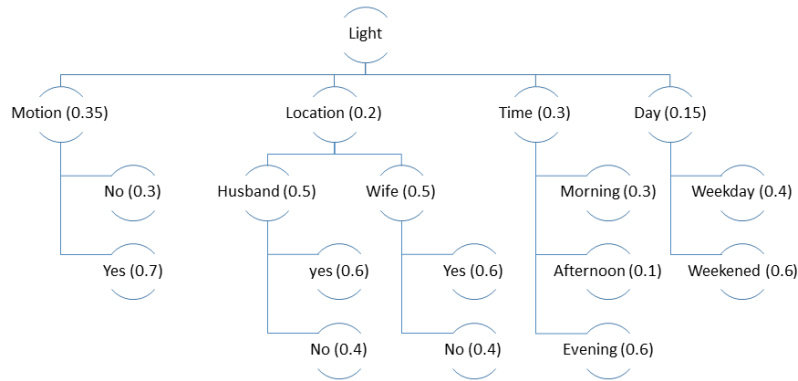 Light
Motion (0.35)
Location (0.2)
Time (0.3)
Day (0.15)
No (0.3)
Husband (0.5)
Wife (0.5)
Morning (0.3)
Weekday (0.4)
Yes (0.7)
yes (0.6)
Yes (0.6)
Afternoon (0.1)
Weekened (0.6)
No (0.4)
No (0.4)
Evening (0.6)